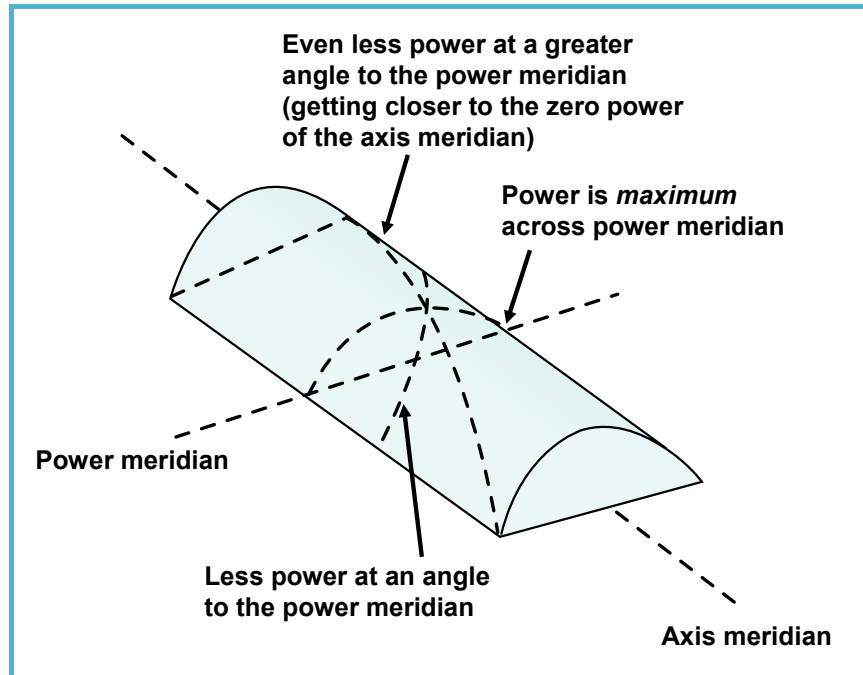 Even less power at a greater
angle to the power meridian
(getting closer to the zero power
of the axis meridian)
Power is maximum
across power meridian
Power meridian
Less power at an angle
to the power meridian
Axis meridian